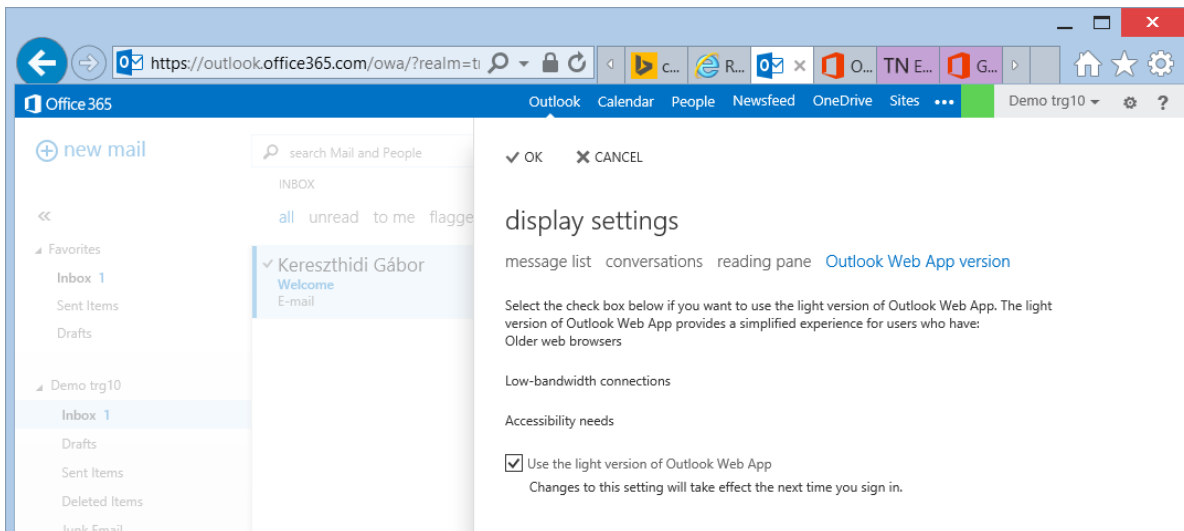 https://outlook.office365.com/owa/?realm=t
c...
R...
O...
TN E...
G...
Office 365
Outlook Calendar People Newsfeed OneDrive Sites •••
Demo trg10
?
new mail
search Mail and People
INBOX
all unread to me flagge
Favorites
Inbox 1
Sent Items
Drafts
Kereszthidi Gábor
Welcome
E-mail
Demo trg10
Inbox 1
Drafts
Sent Items
Deleted Items
Junk Email
OK CANCEL
display settings
message list conversations reading pane Outlook Web App version
Select the check box below if you want to use the light version of Outlook Web App. The light
version of Outlook Web App provides a simplified experience for users who have:
Older web browsers
Low-bandwidth connections
Accessibility needs
Use the light version of Outlook Web App
Changes to this setting will take effect the next time you sign in.